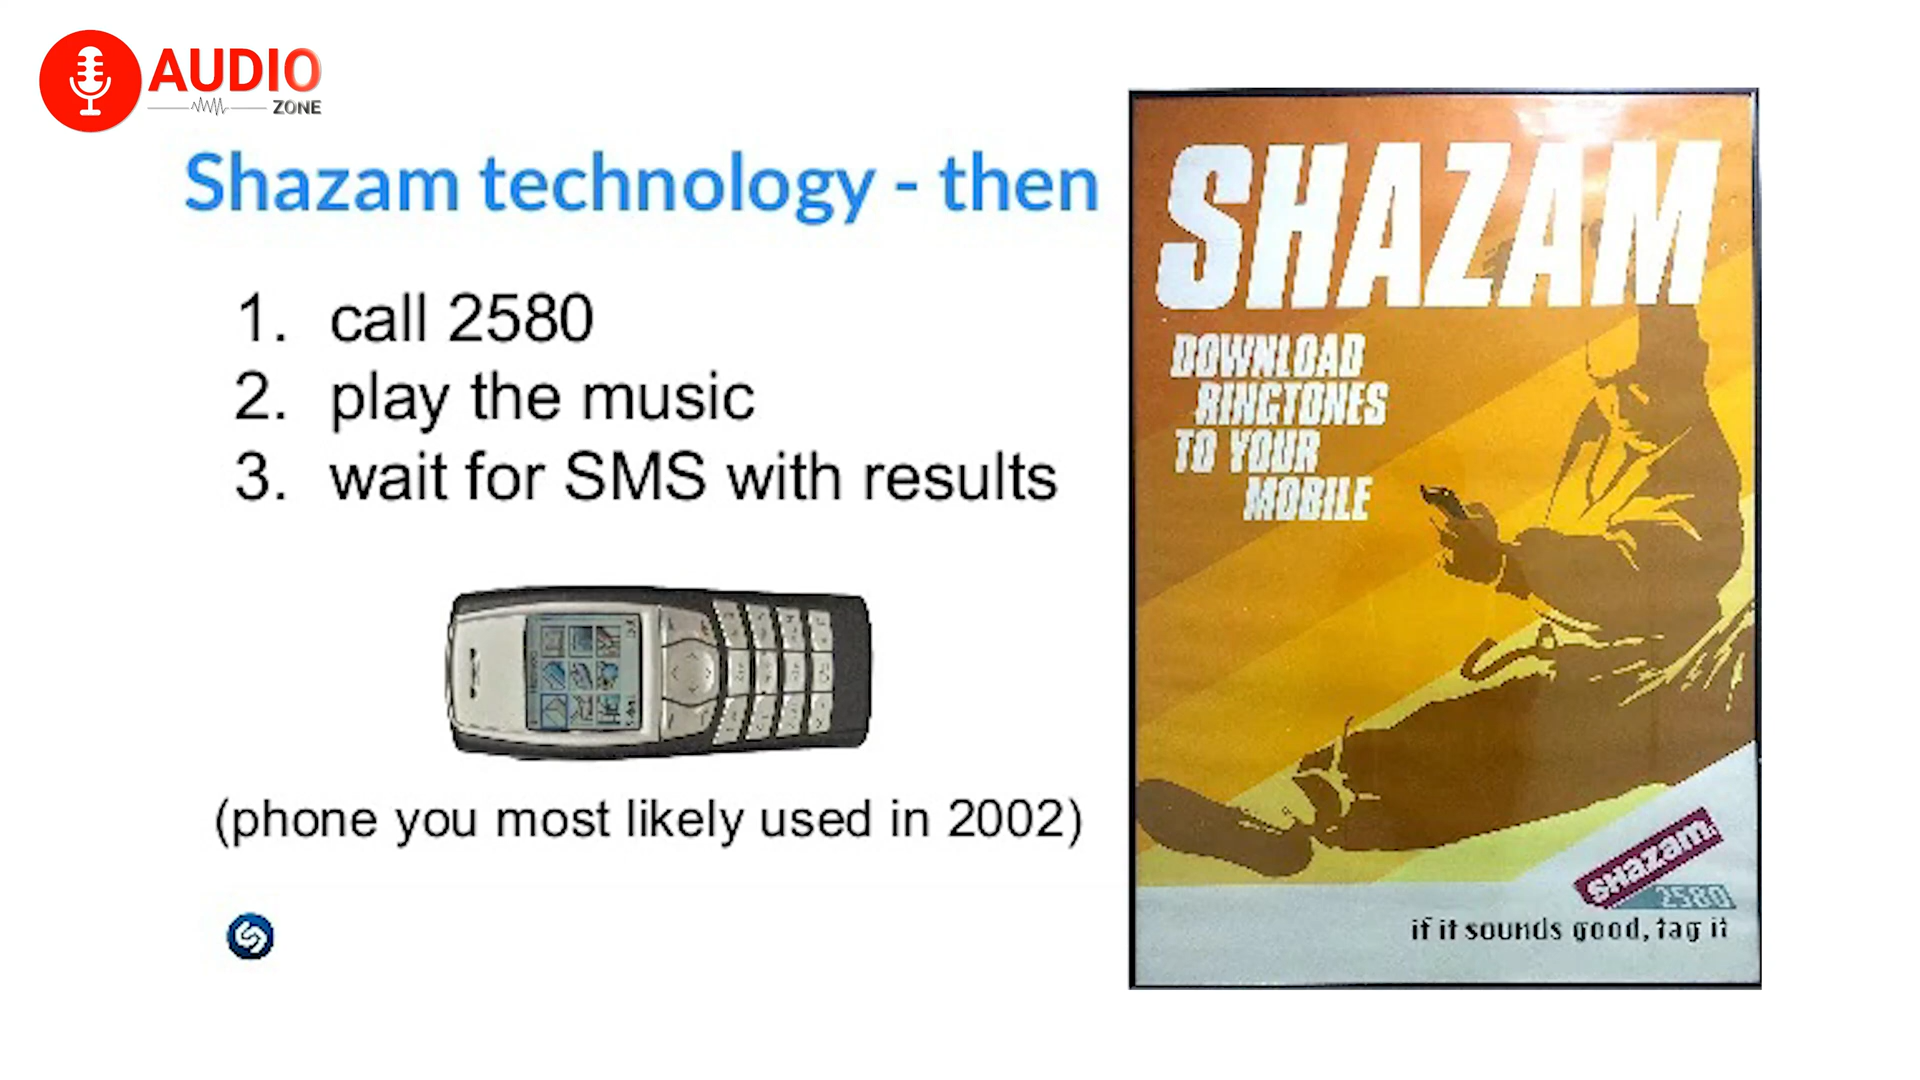 AUDIO
ZONE
Shazam technology - then
1. call 2580
2. play the music
3. wait for SMS with results
(phone you most likely used in 2002)
SHAZAM
DOWNLOAD
RINGTONES
TO YOUR
MOBILE
shazam.
2580
if it sounds good, tag it